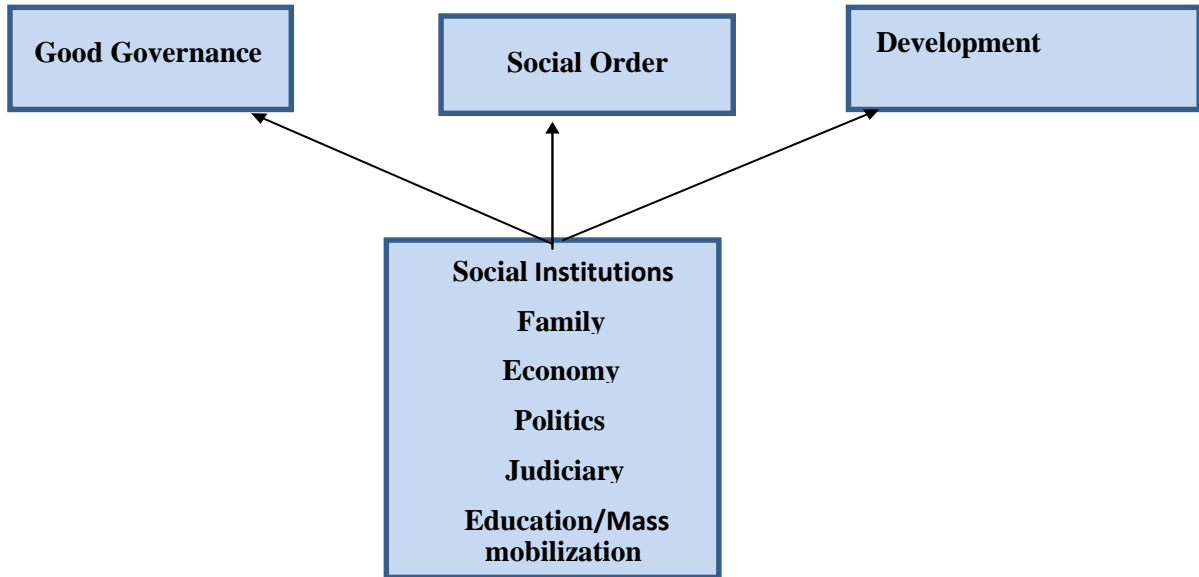 Good Governance
Social Order
Development
Social Institutions
Family
Economy
Politics
Judiciary
Education/Mass
mobilization